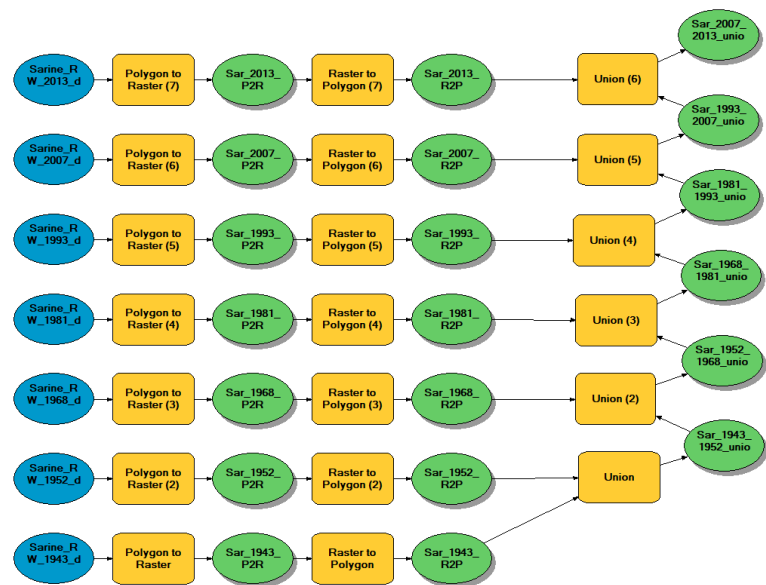 Sar_2007_
2013_unio
Sarine_R
W_2013_d
Polygon to
Raster (7)
Sar_2013_
P2R
Raster to
Polygon (7)
Sar_2013_
R2P
Union (6)
Sar_1993_
2007_unio
Sarine_R
W_2007_d
Polygon to
Raster (6)
Sar_2007_
P2R
Raster to
Polygon (6)
Sar_2007_
R2P
Union (5)
Sar_1981_
1993_unio
Sarine_R
W_1993_d
Polygon to
Raster (5)
Sar_1993_
P2R
Raster to
Polygon (5)
Sar_1993_
R2P
Union (4)
Sar_1968_
1981_unio
Sarine_R
W_1981_d
Polygon to
Raster (4)
Sar_1981_
P2R
Raster to
Polygon (4)
Sar_1981_
R2P
Union (3)
Sar_1952_
1968_unio
Sarine_R
W_1968_d
Polygon to
Raster (3)
Sar_1968_
P2R
Raster to
Polygon (3)
Sar_1968_
R2P
Union (2)
Sar_1943_
1952_unio
Sarine_R
W_1952_d
Polygon to
Raster (2)
Sar_1952_
P2R
Raster to
Polygon (2)
Sar_1952_
R2P
Union
Sarine_R
W_1943_d
Polygon to
Raster
Sar_1943_
P2R
Raster to
Polygon
Sar_1943_
R2P